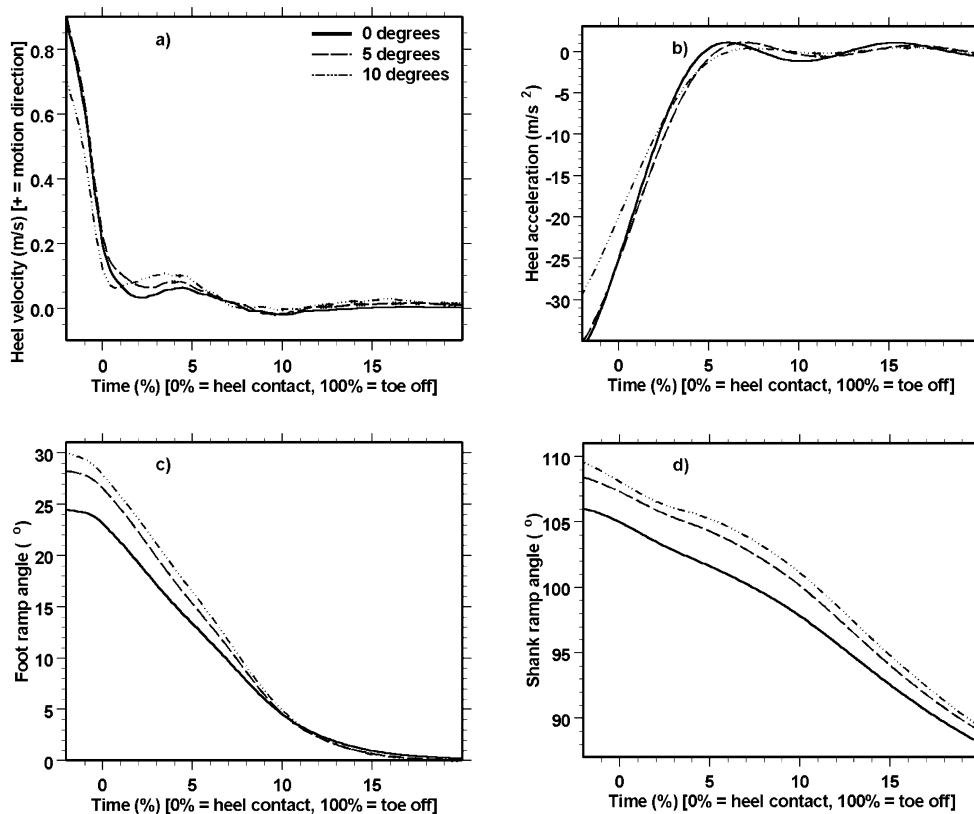 a)
0 degrees
5 degrees
10 degrees
0.8
0.6
0.4
0.2
0.0
Heel velocity (m/s) [+ = motion direction]
0 5 10 15
Time (%) [0% = heel contact, 100% = toe off]
b)
0
-5
-10
-15
-20
-25
-30
Heel acceleration (m/s 2)
0 5 10 15
Time (%) [0% = heel contact, 100% = toe off]
c)
30
25
20
15
10
5
0
Foot ramp angle ( °)
0 5 10 15
Time (%) [0% = heel contact, 100% = toe off]
d)
110
105
100
95
90
Shank ramp angle ( °)
0 5 10 15
Time (%) [0% = heel contact, 100% = toe off]